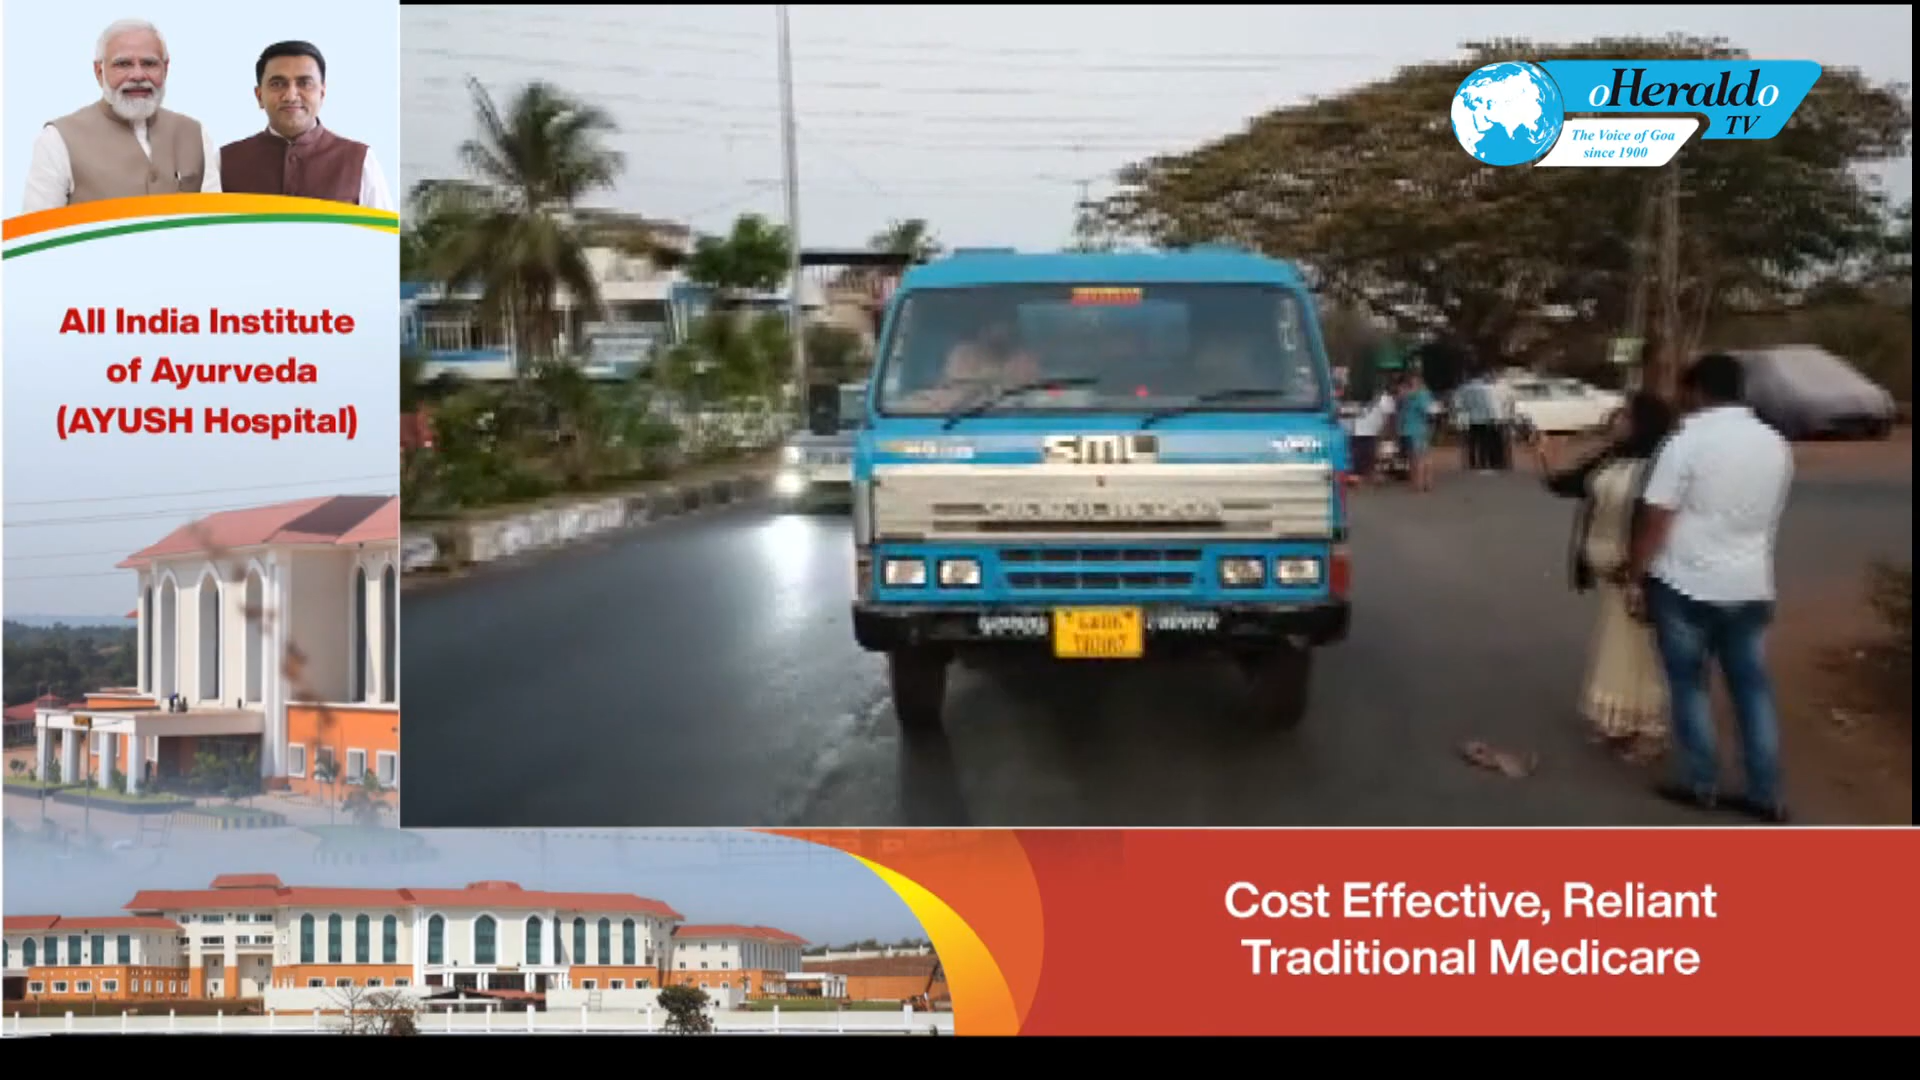 All India Institute
of Ayurveda
(AYUSH Hospital)
oHeraldo
TV
The Voice of Goa
since 1900
SML
Cost Effective, Reliant
Traditional Medicare